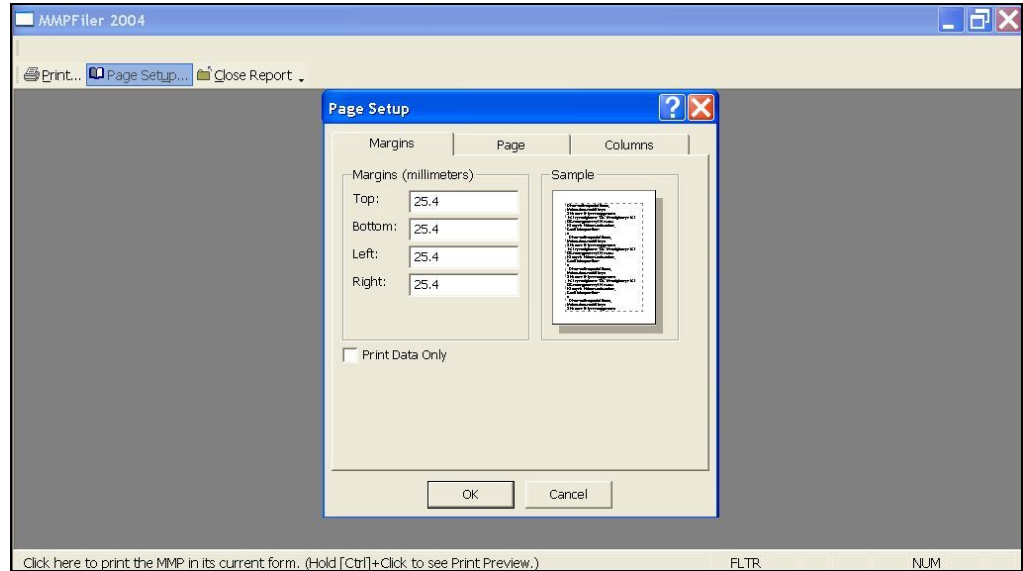 MMPFiler 2004
Print... Page Setup... Close Report
Page Setup
Margins Page Columns
Margins (millimeters) Sample
Top: 25.4
Bottom: 25.4
Left: 25.4
Right: 25.4
Print Data Only
OK Cancel
Click here to print the MMP in its current form. (Hold [Ctrl]+Click to see Print Preview.) FLTR NUM